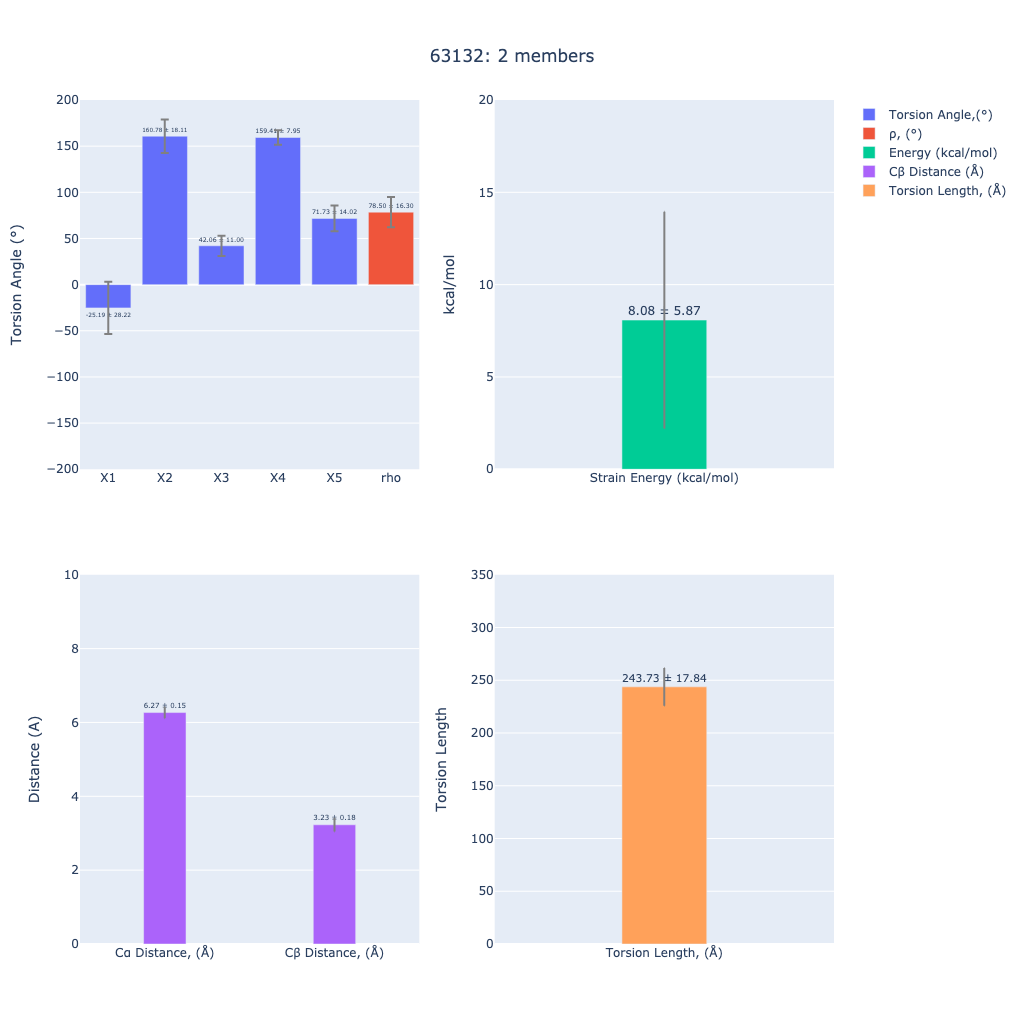 63132: 2 members
Torsion Angle (°)
200
150
100
50
0
−50
−100
−150
−200
-25.19 ± 28.22
160.78 ± 18.11
42.06 ± 11.00
159.41 ± 7.95
71.73 ± 14.02
78.50 ± 16.30
X1 X2 X3 X4 X5 rho
kcal/mol
20
15
10
5
0
8.08 ± 5.87
Strain Energy (kcal/mol)
Torsion Angle,(°)
ρ, (°)
Energy (kcal/mol)
Cβ Distance (Å)
Torsion Length, (Å)
Distance (A)
10
8
6
4
2
0
6.27 ± 0.15
3.23 ± 0.18
Cα Distance, (Å) Cβ Distance, (Å)
Torsion Length
350
300
250
200
150
100
50
0
243.73 ± 17.84
Torsion Length, (Å)